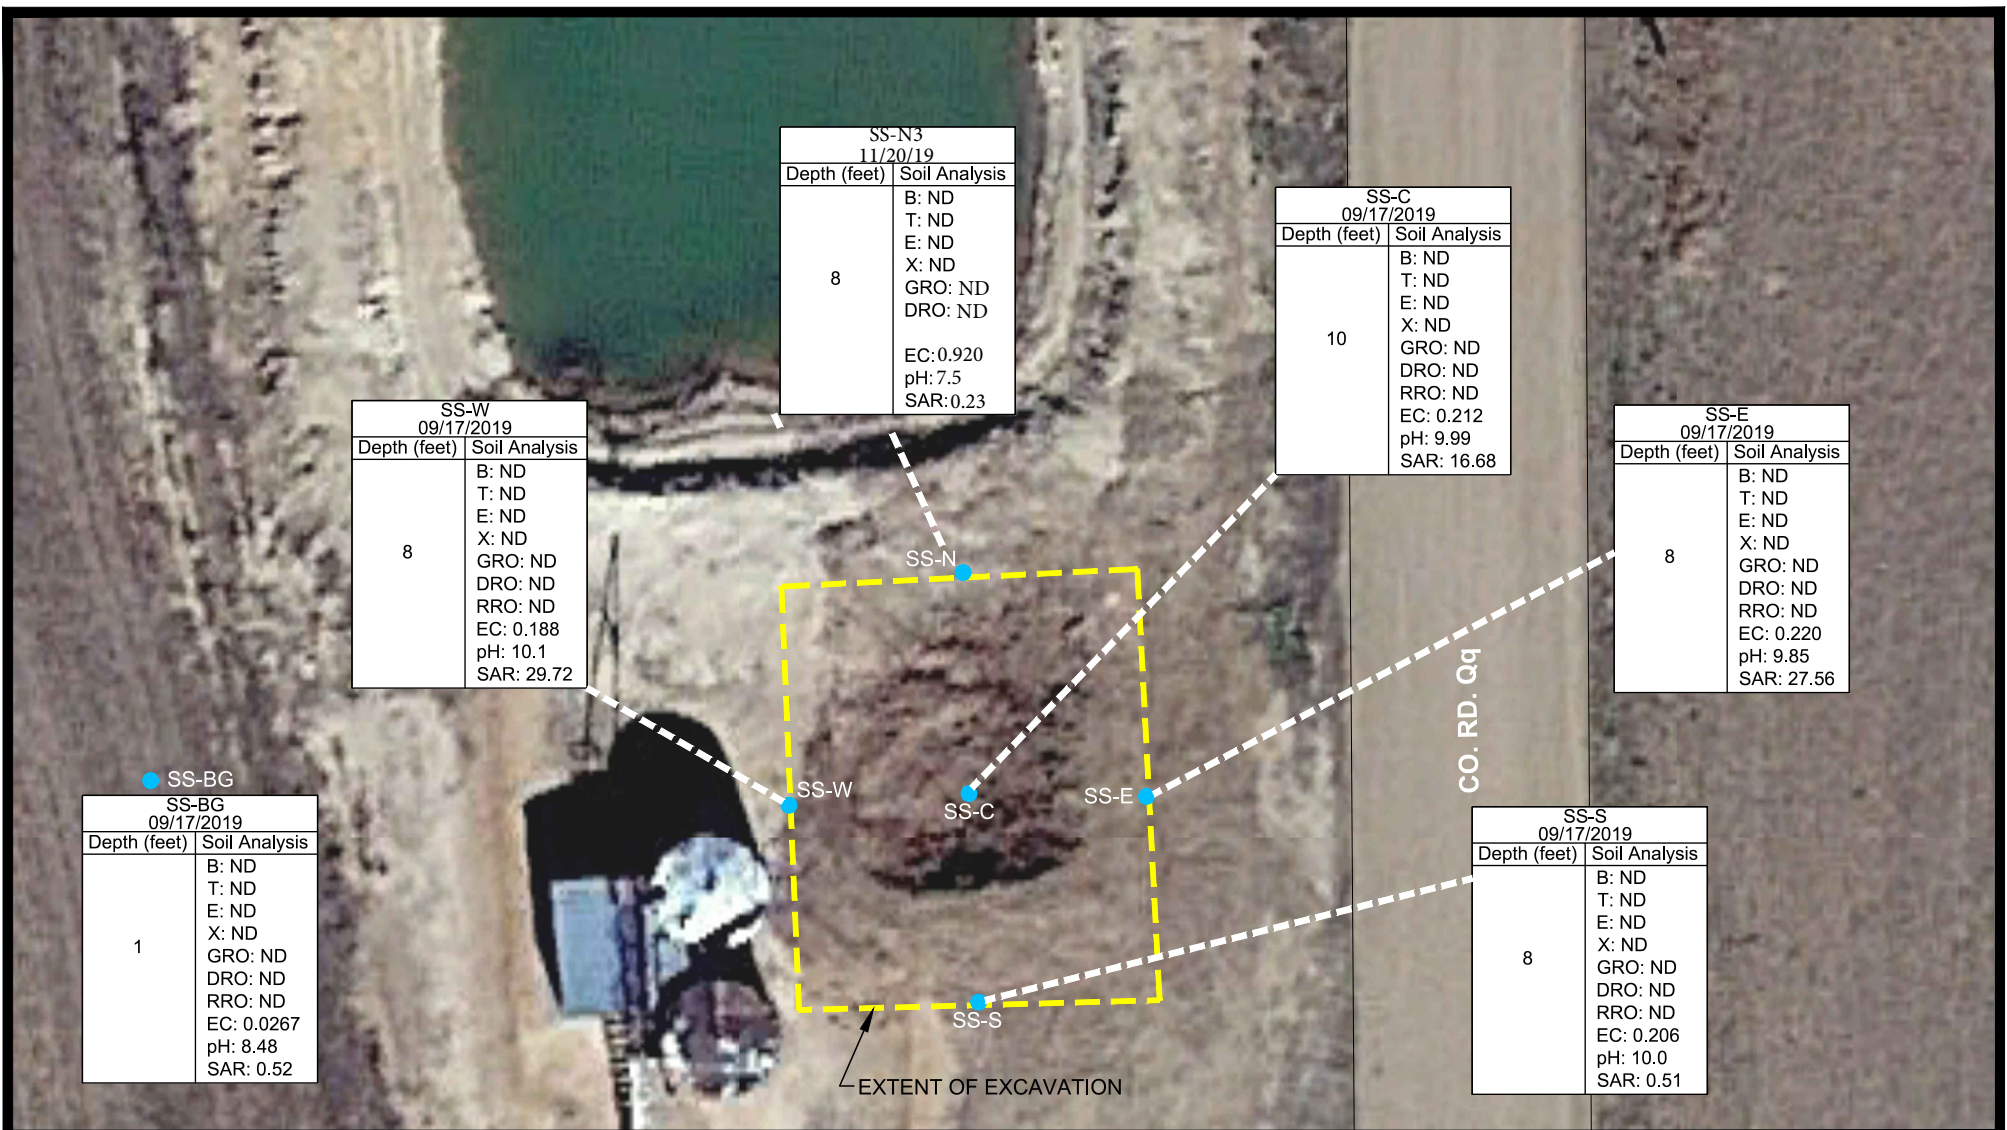 SS-N3
11/20/19
Depth (feet) Soil Analysis
8
B: ND
T: ND
E: ND
X: ND
GRO: ND
DRO: ND
EC: 0.920
pH: 7.5
SAR: 0.23
SS-C
09/17/2019
Depth (feet) Soil Analysis
10
B: ND
T: ND
E: ND
X: ND
GRO: ND
DRO: ND
RRO: ND
EC: 0.212
pH: 9.99
SAR: 16.68
SS-W
09/17/2019
Depth (feet) Soil Analysis
8
B: ND
T: ND
E: ND
X: ND
GRO: ND
DRO: ND
RRO: ND
EC: 0.188
pH: 10.1
SAR: 29.72
SS-E
09/17/2019
Depth (feet) Soil Analysis
8
B: ND
T: ND
E: ND
X: ND
GRO: ND
DRO: ND
RRO: ND
EC: 0.220
pH: 9.85
SAR: 27.56
SS-N
CO. RD. Qq
SS-BG
SS-W
SS-C
SS-E
SS-BG
09/17/2019
Depth (feet) Soil Analysis
1
B: ND
T: ND
E: ND
X: ND
GRO: ND
DRO: ND
RRO: ND
EC: 0.0267
pH: 8.48
SAR: 0.52
SS-S
09/17/2019
Depth (feet) Soil Analysis
8
B: ND
T: ND
E: ND
X: ND
GRO: ND
DRO: ND
RRO: ND
EC: 0.206
pH: 10.0
SAR: 0.51
SS-S
EXTENT OF EXCAVATION